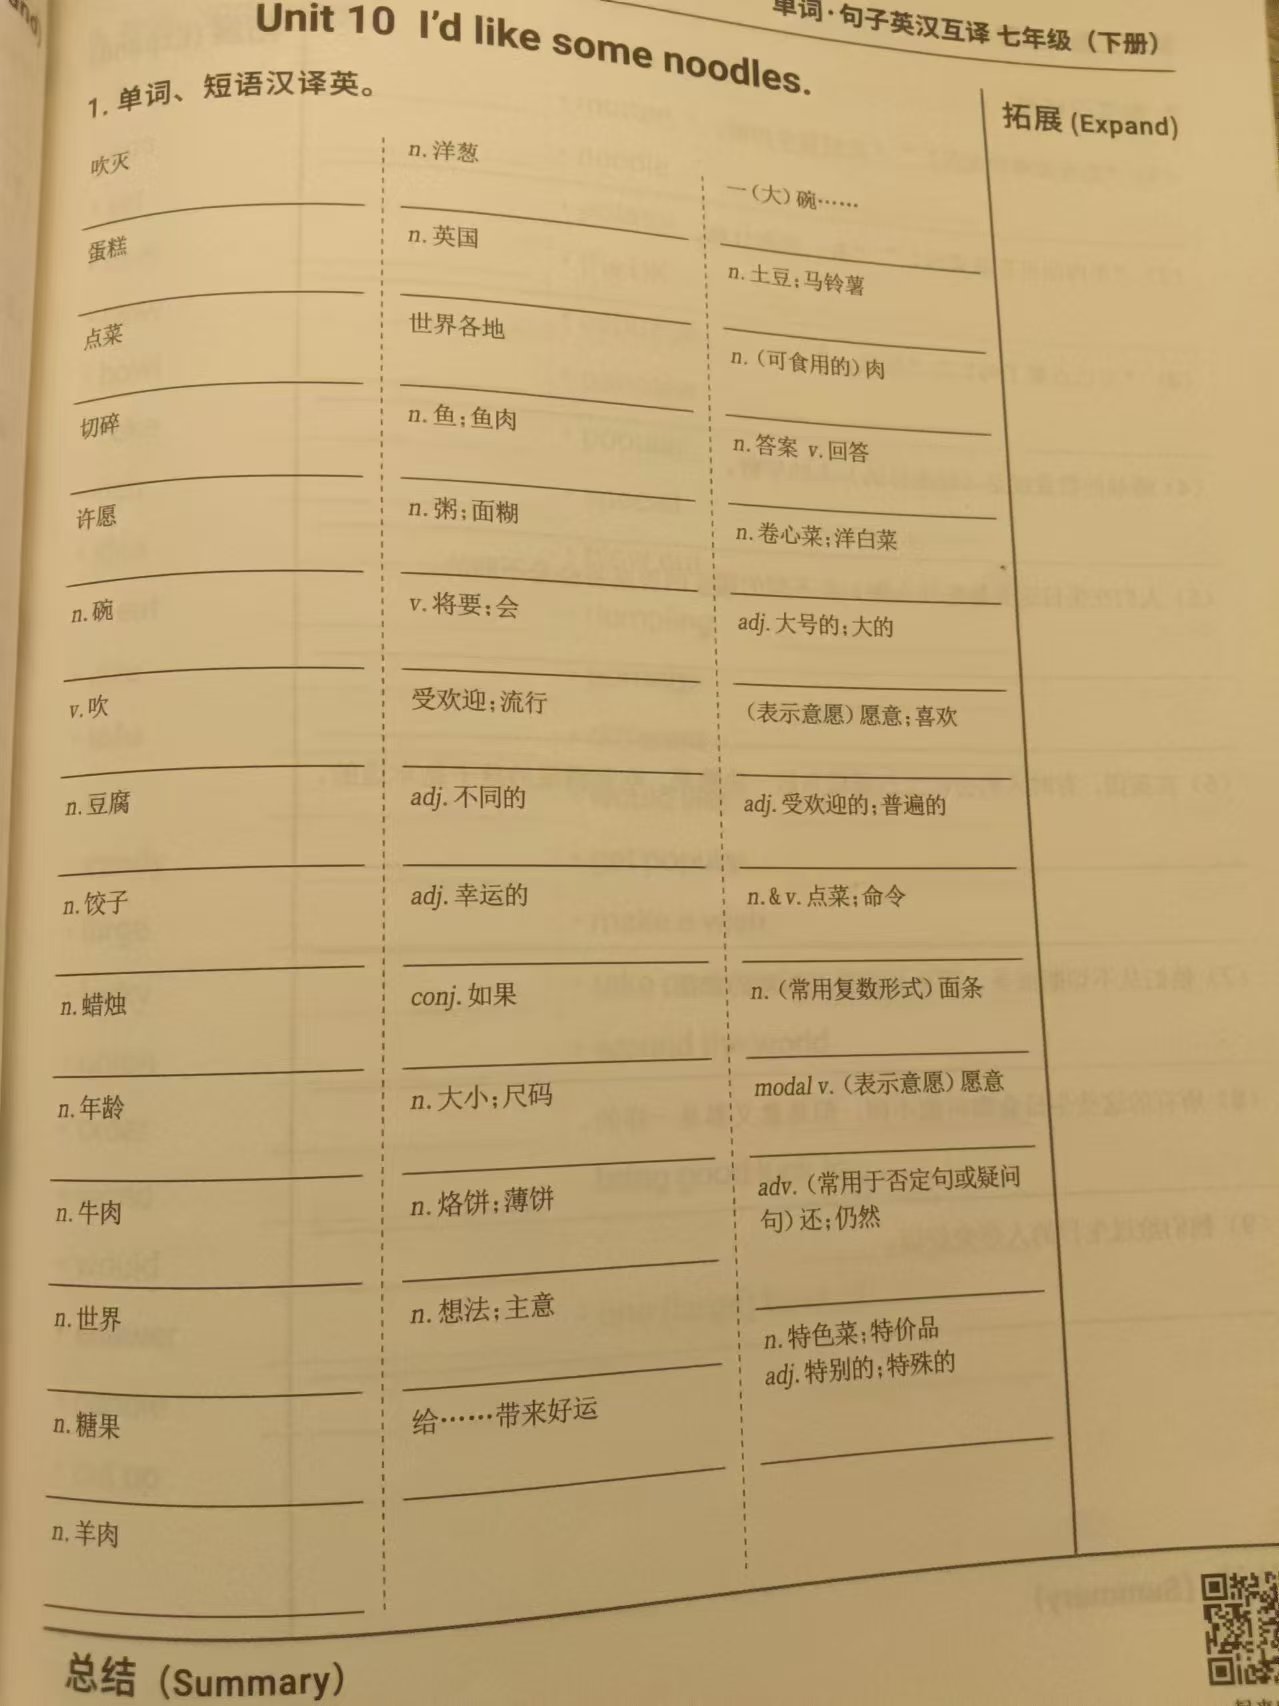 单词·句子英汉互译 七年级（下册）
Unit 10 I'd like some noodles.
1. 单词、短语汉译英。
吹灭
蛋糕
点菜
切碎
许愿
n. 碗
v. 吹
n. 豆腐
n. 饺子
n. 蜡烛
n. 年龄
n. 牛肉
n. 世界
n. 糖果
n. 羊肉
n. 洋葱
n. 英国
世界各地
n. 鱼；鱼肉
n. 粥；面糊
v. 将要；会
受欢迎；流行
adj. 不同的
adj. 幸运的
conj. 如果
n. 大小；尺码
n. 烙饼；薄饼
n. 想法；主意
给……带来好运
一（大）碗……
n. 土豆；马铃薯
n.（可食用的）肉
n. 答案 v. 回答
n. 卷心菜；洋白菜
adj. 大号的；大的
（表示意愿）愿意；喜欢
adj. 受欢迎的；普遍的
n. & v. 点菜；命令
n.（常用复数形式）面条
modal v.（表示意愿）愿意
adv.（常用于否定句或疑问
句）还；仍然
n. 特色菜；特价品
adj. 特别的；特殊的
拓展 (Expand)
总结（Summary）